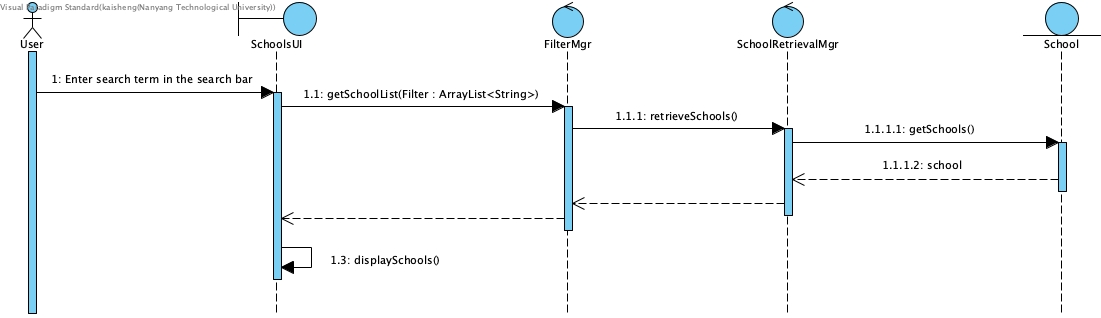 Visual Paradigm Standard(kaisheng(Nanyang Technological University))
User
SchoolsUI
FilterMgr
SchoolRetrievalMgr
School
1: Enter search term in the search bar
1.1: getSchoolList(Filter : ArrayList<String>)
1.1.1: retrieveSchools()
1.1.1.1: getSchools()
1.1.1.2: school
1.3: displaySchools()